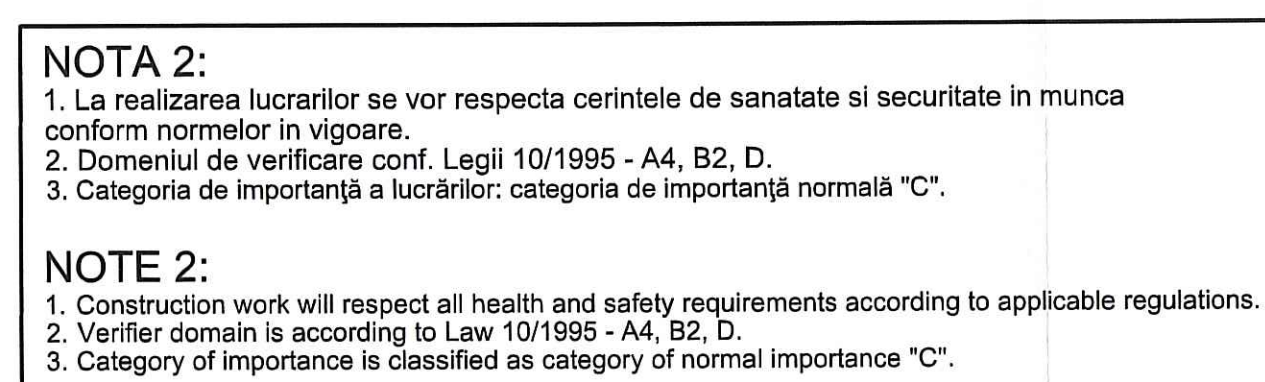 NOTA 2:
1. La realizarea lucrarilor se vor respecta cerintele de sanatate si securitate in munca
conform normelor in vigoare.
2. Domeniul de verificare conf. Legii 10/1995 - A4, B2, D.
3. Categoria de importanţă a lucrărilor: categoria de importanţă normală "C".
NOTE 2:
1. Construction work will respect all health and safety requirements according to applicable regulations.
2. Verifier domain is according to Law 10/1995 - A4, B2, D.
3. Category of importance is classified as category of normal importance "C".